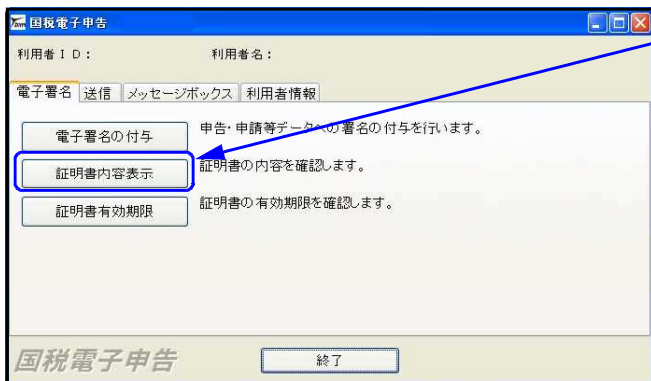 国税電子申告
利用者ID： 利用者名：
電子署名 送信 メッセージボックス 利用者情報
電子署名の付与 申告・申請等データへの署名の付与を行います。
証明書内容表示 証明書の内容を確認します。
証明書有効期限 証明書の有効期限を確認します。
国税電子申告 終了